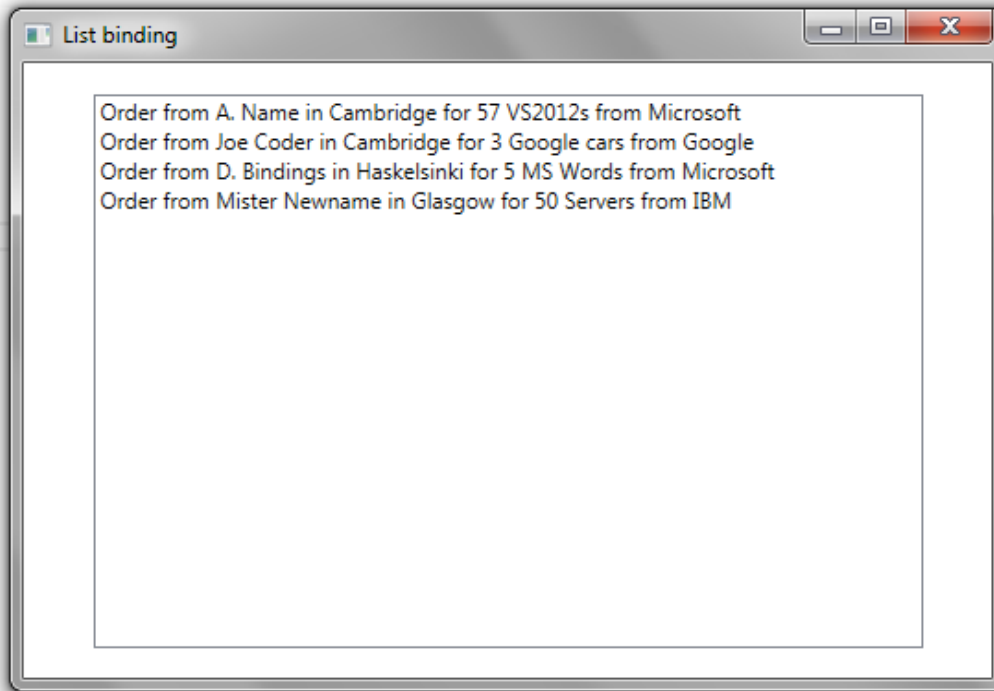 List binding
Order from A. Name in Cambridge for 57 VS2012s from Microsoft
Order from Joe Coder in Cambridge for 3 Google cars from Google
Order from D. Bindings in Haskelsinki for 5 MS Words from Microsoft
Order from Mister Newname in Glasgow for 50 Servers from IBM